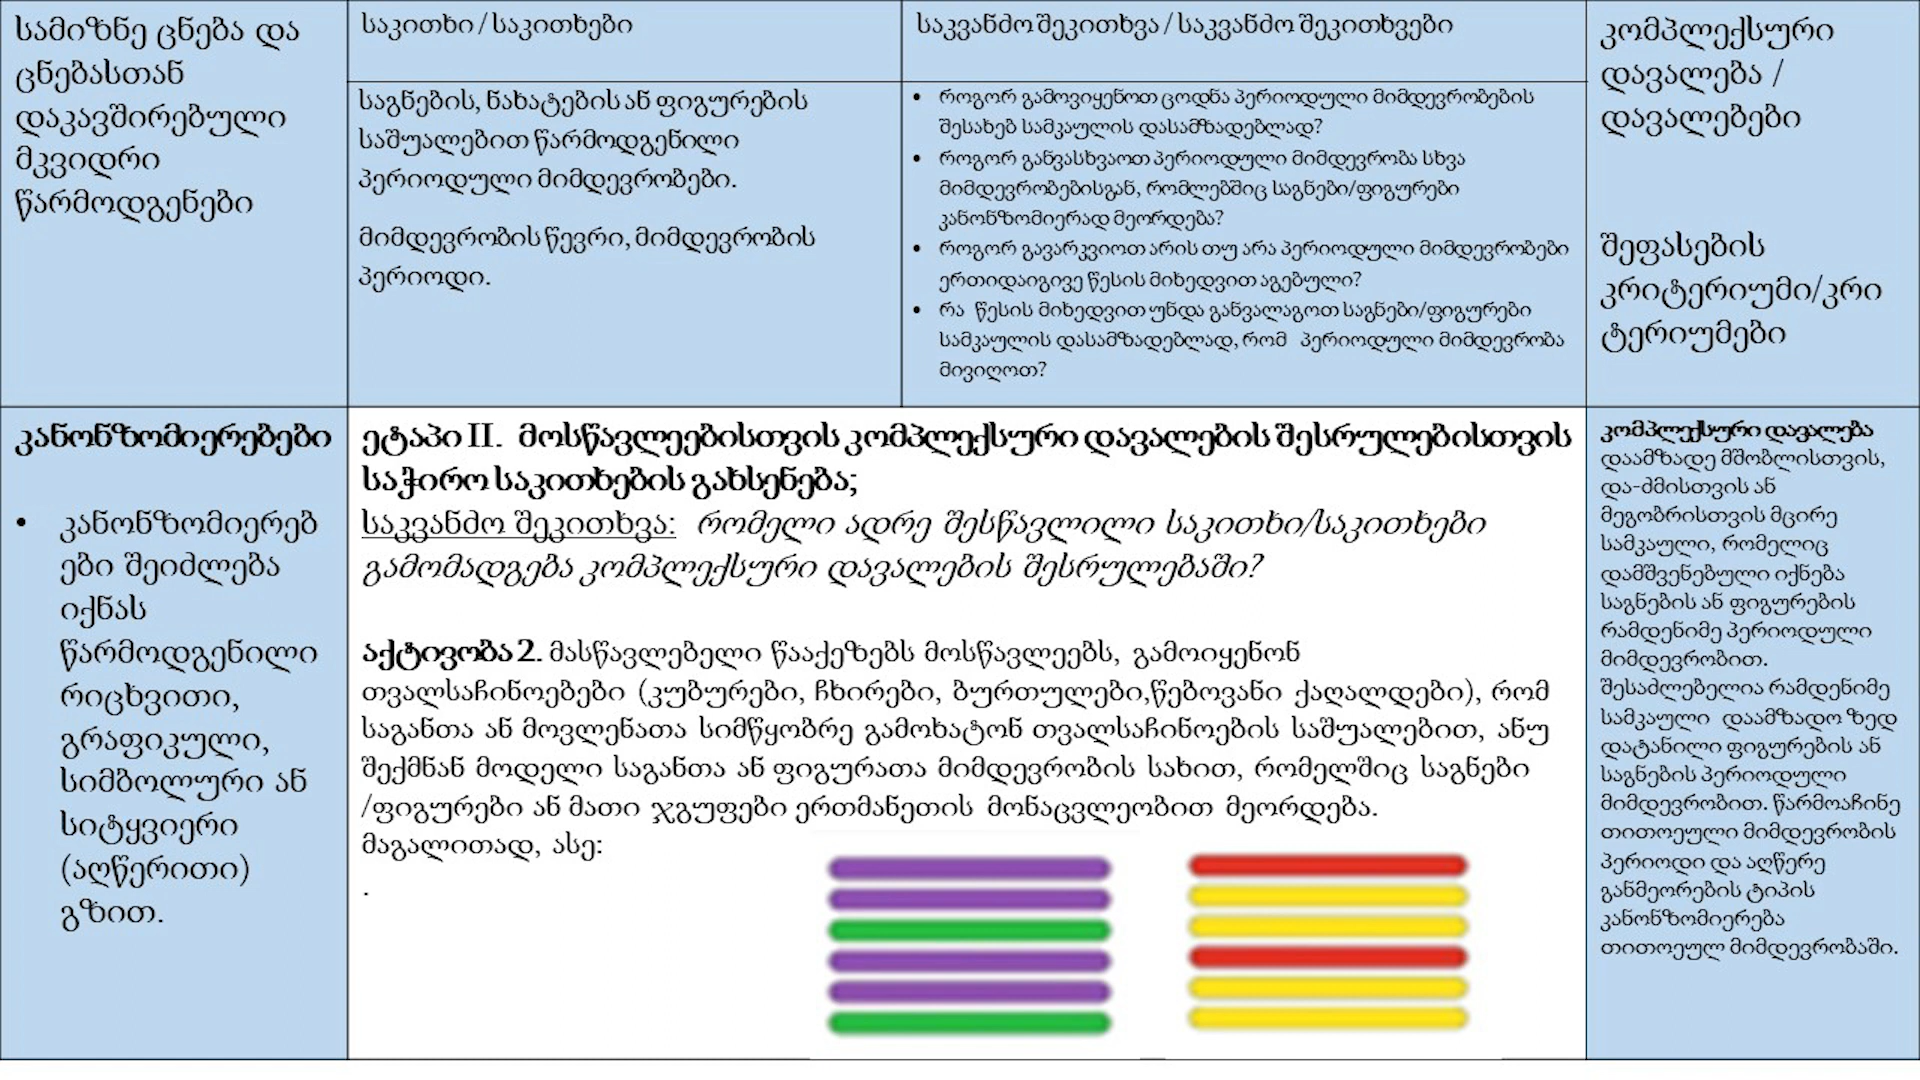 სამიზნე ცნება და
ცნებასთან
დაკავშირებული
მკვიდრი
წარმოდგენები
საკითხი / საკითხები
საკვანძო შეკითხვა / საკვანძო შეკითხვები
კომპლექსური
დავალება /
დავალებები
შეფასების
კრიტერიუმი/კრი
ტერიუმები
საგნების, ნახატების ან ფიგურების
საშუალებით წარმოდგენილი
პერიოდული მიმდევრობები.
მიმდევრობის წევრი, მიმდევრობის
პერიოდი.
• როგორ გამოვიყენოთ ცოდნა პერიოდული მიმდევრობების
შესახებ სამკაულის დასამზადებლად?
• როგორ განვასხვაოთ პერიოდული მიმდევრობა სხვა
მიმდევრობებისგან, რომლებშიც საგნები/ფიგურები
კანონზომიერად მეორდება?
• როგორ გავარკვიოთ არის თუ არა პერიოდული მიმდევრობები
ერთიდაიგივე წესის მიხედვით აგებული?
• რა წესის მიხედვით უნდა განვალაგოთ საგნები/ფიგურები
სამკაულის დასამზადებლად, რომ პერიოდული მიმდევრობა
მივიღოთ?
კანონზომიერებები
• კანონზომიერებ
ები შეიძლება
იქნას
წარმოდგენილი
რიცხვითი,
გრაფიკული,
სიმბოლური ან
სიტყვიერი
(აღწერითი)
გზით.
ეტაპი II. მოსწავლეებისთვის კომპლექსური დავალების შესრულებისთვის
საჭირო საკითხების გახსენება;
საკვანძო შეკითხვა: რომელი ადრე შესწავლილი საკითხი/საკითხები
გამომადგება კომპლექსური დავალების შესრულებაში?
აქტივობა 2. მასწავლებელი წააქეზებს მოსწავლეებს, გამოიყენონ
თვალსაჩინოებები (კუბურები, ჩხირები, ბურთულები,წებოვანი ქაღალდები), რომ
საგანთა ან მოვლენათა სიმწყობრე გამოხატონ თვალსაჩინოების საშუალებით, ანუ
შექმნან მოდელი საგანთა ან ფიგურათა მიმდევრობის სახით, რომელშიც საგნები
/ფიგურები ან მათი ჯგუფები ერთმანეთის მონაცვლეობით მეორდება.
მაგალითად, ასე:
.
კომპლექსური დავალება
დაამზადე მშობლისთვის,
და-ძმისთვის ან
მეგობრისთვის მცირე
სამკაული, რომელიც
დამშვენებული იქნება
საგნების ან ფიგურების
რამდენიმე პერიოდული
მიმდევრობით.
შესაძლებელია რამდენიმე
სამკაული დაამზადო ზედ
დატანილი ფიგურების ან
საგნების პერიოდული
მიმდევრობით. წარმოაჩინე
თითოეული მიმდევრობის
პერიოდი და აღწერე
განმეორების ტიპის
კანონზომიერება
თითოეულ მიმდევრობაში.